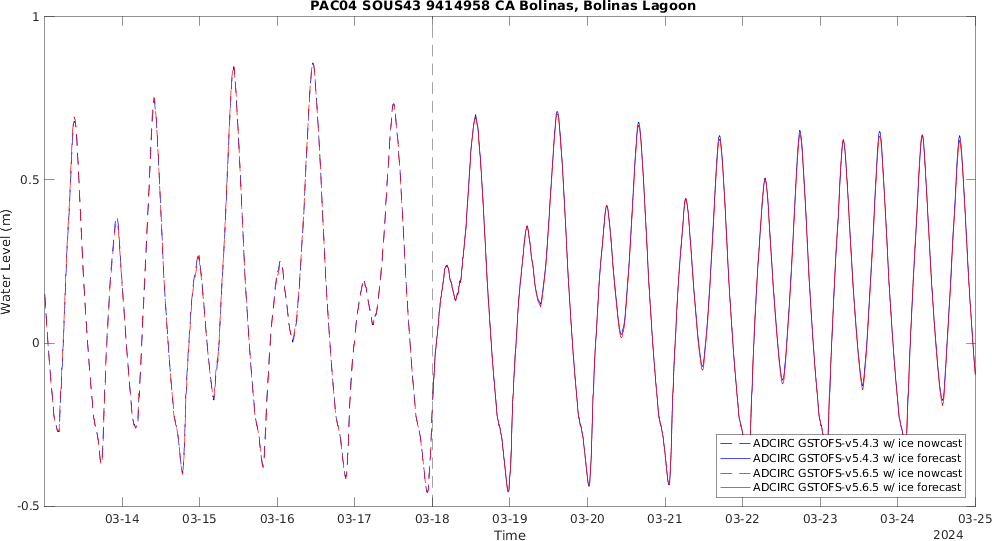 PAC04 SOUS43 9414958 CA Bolinas, Bolinas Lagoon
1
0.5
0
-0.5
Water Level (m)
03-14 03-15 03-16 03-17 03-18 03-19 03-20 03-21 03-22 03-23 03-24 03-25
Time
2024
ADCIRC GSTOFS-v5.4.3 w/ ice nowcast
ADCIRC GSTOFS-v5.4.3 w/ ice forecast
ADCIRC GSTOFS-v5.6.5 w/ ice nowcast
ADCIRC GSTOFS-v5.6.5 w/ ice forecast